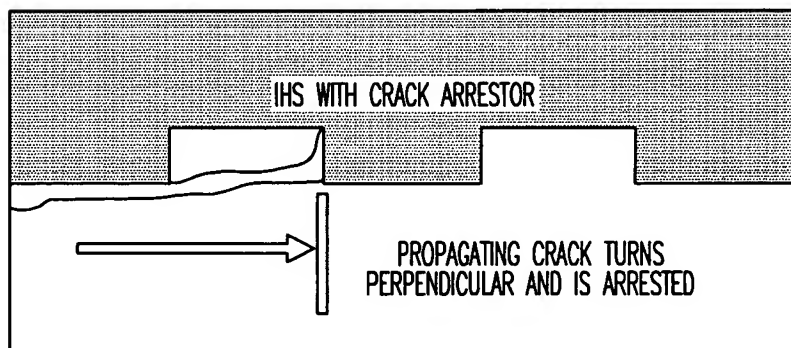 IHS WITH CRACK ARRESTOR
PROPAGATING CRACK TURNS
PERPENDICULAR AND IS ARRESTED